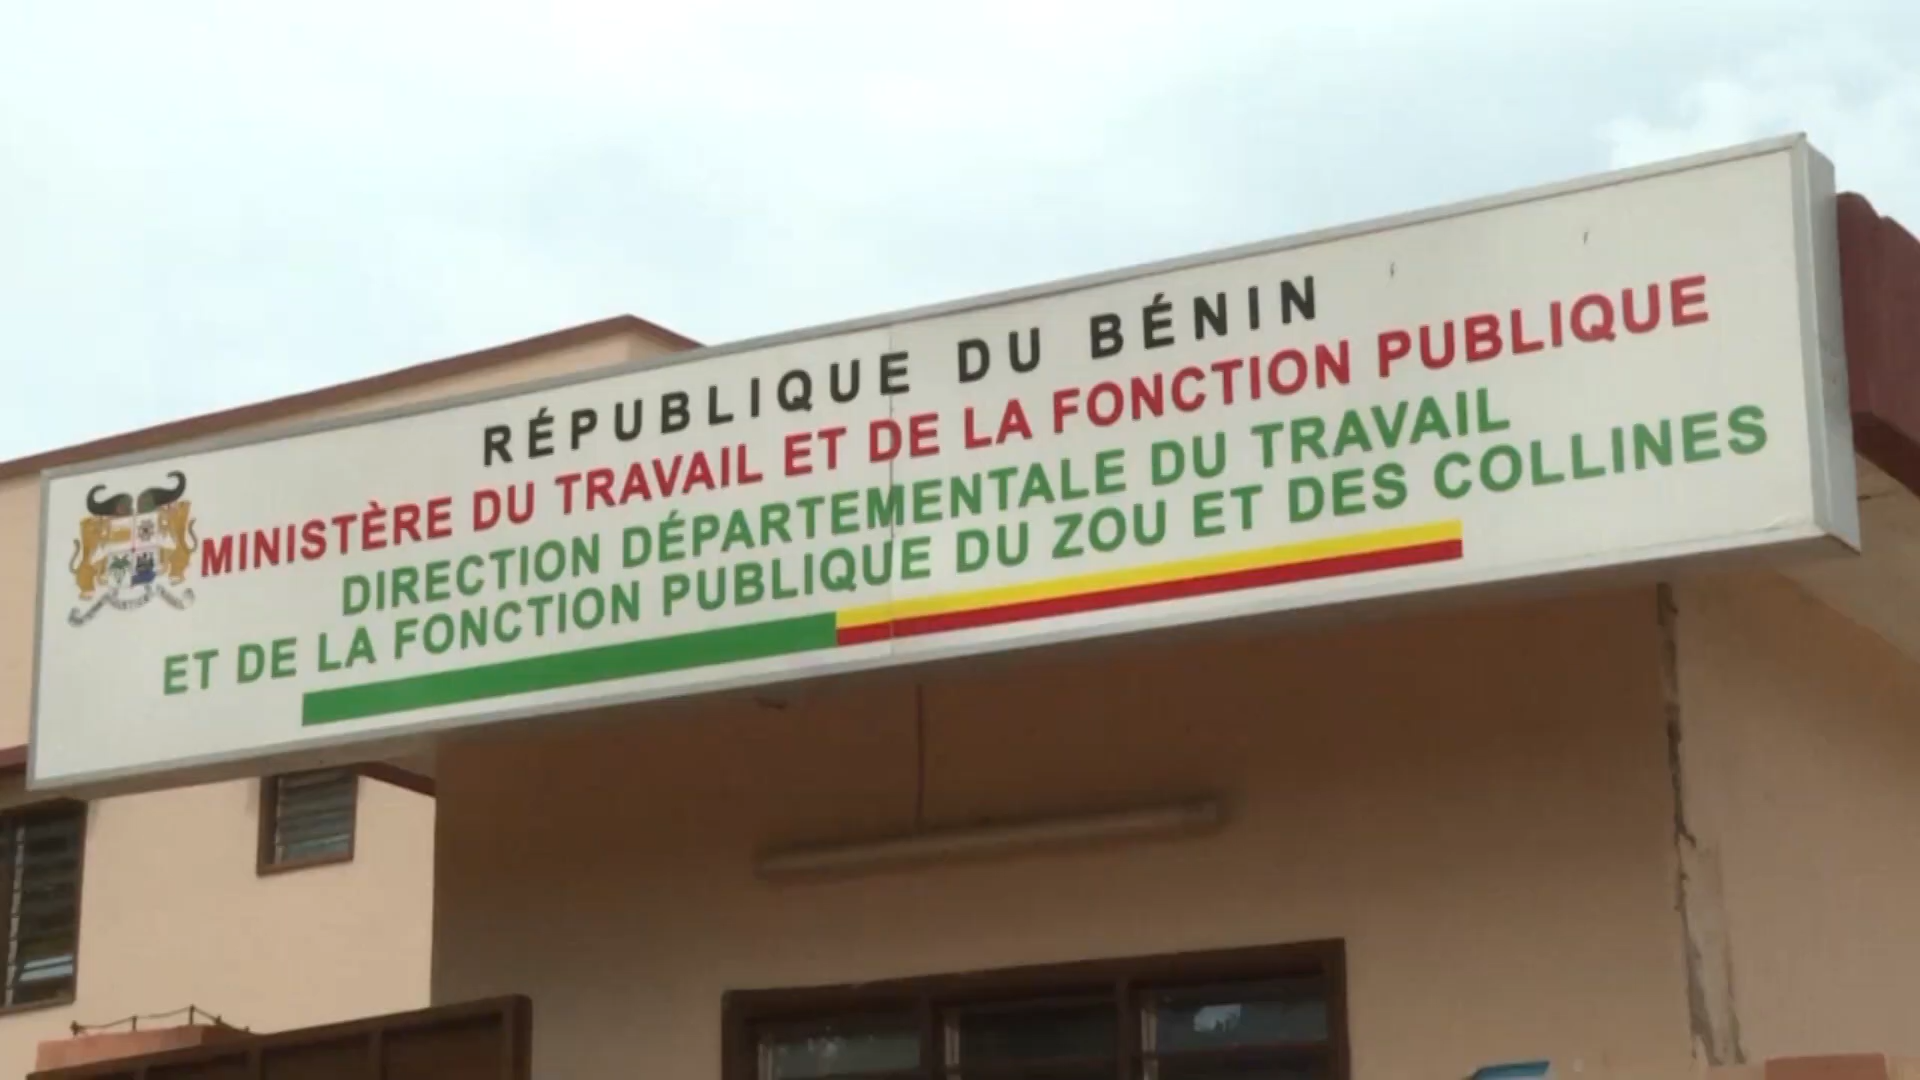 RÉPUBLIQUE DU BÉNIN
MINISTÈRE DU TRAVAIL ET DE LA FONCTION PUBLIQUE
DIRECTION DÉPARTEMENTALE DU TRAVAIL
ET DE LA FONCTION PUBLIQUE DU ZOU ET DES COLLINES